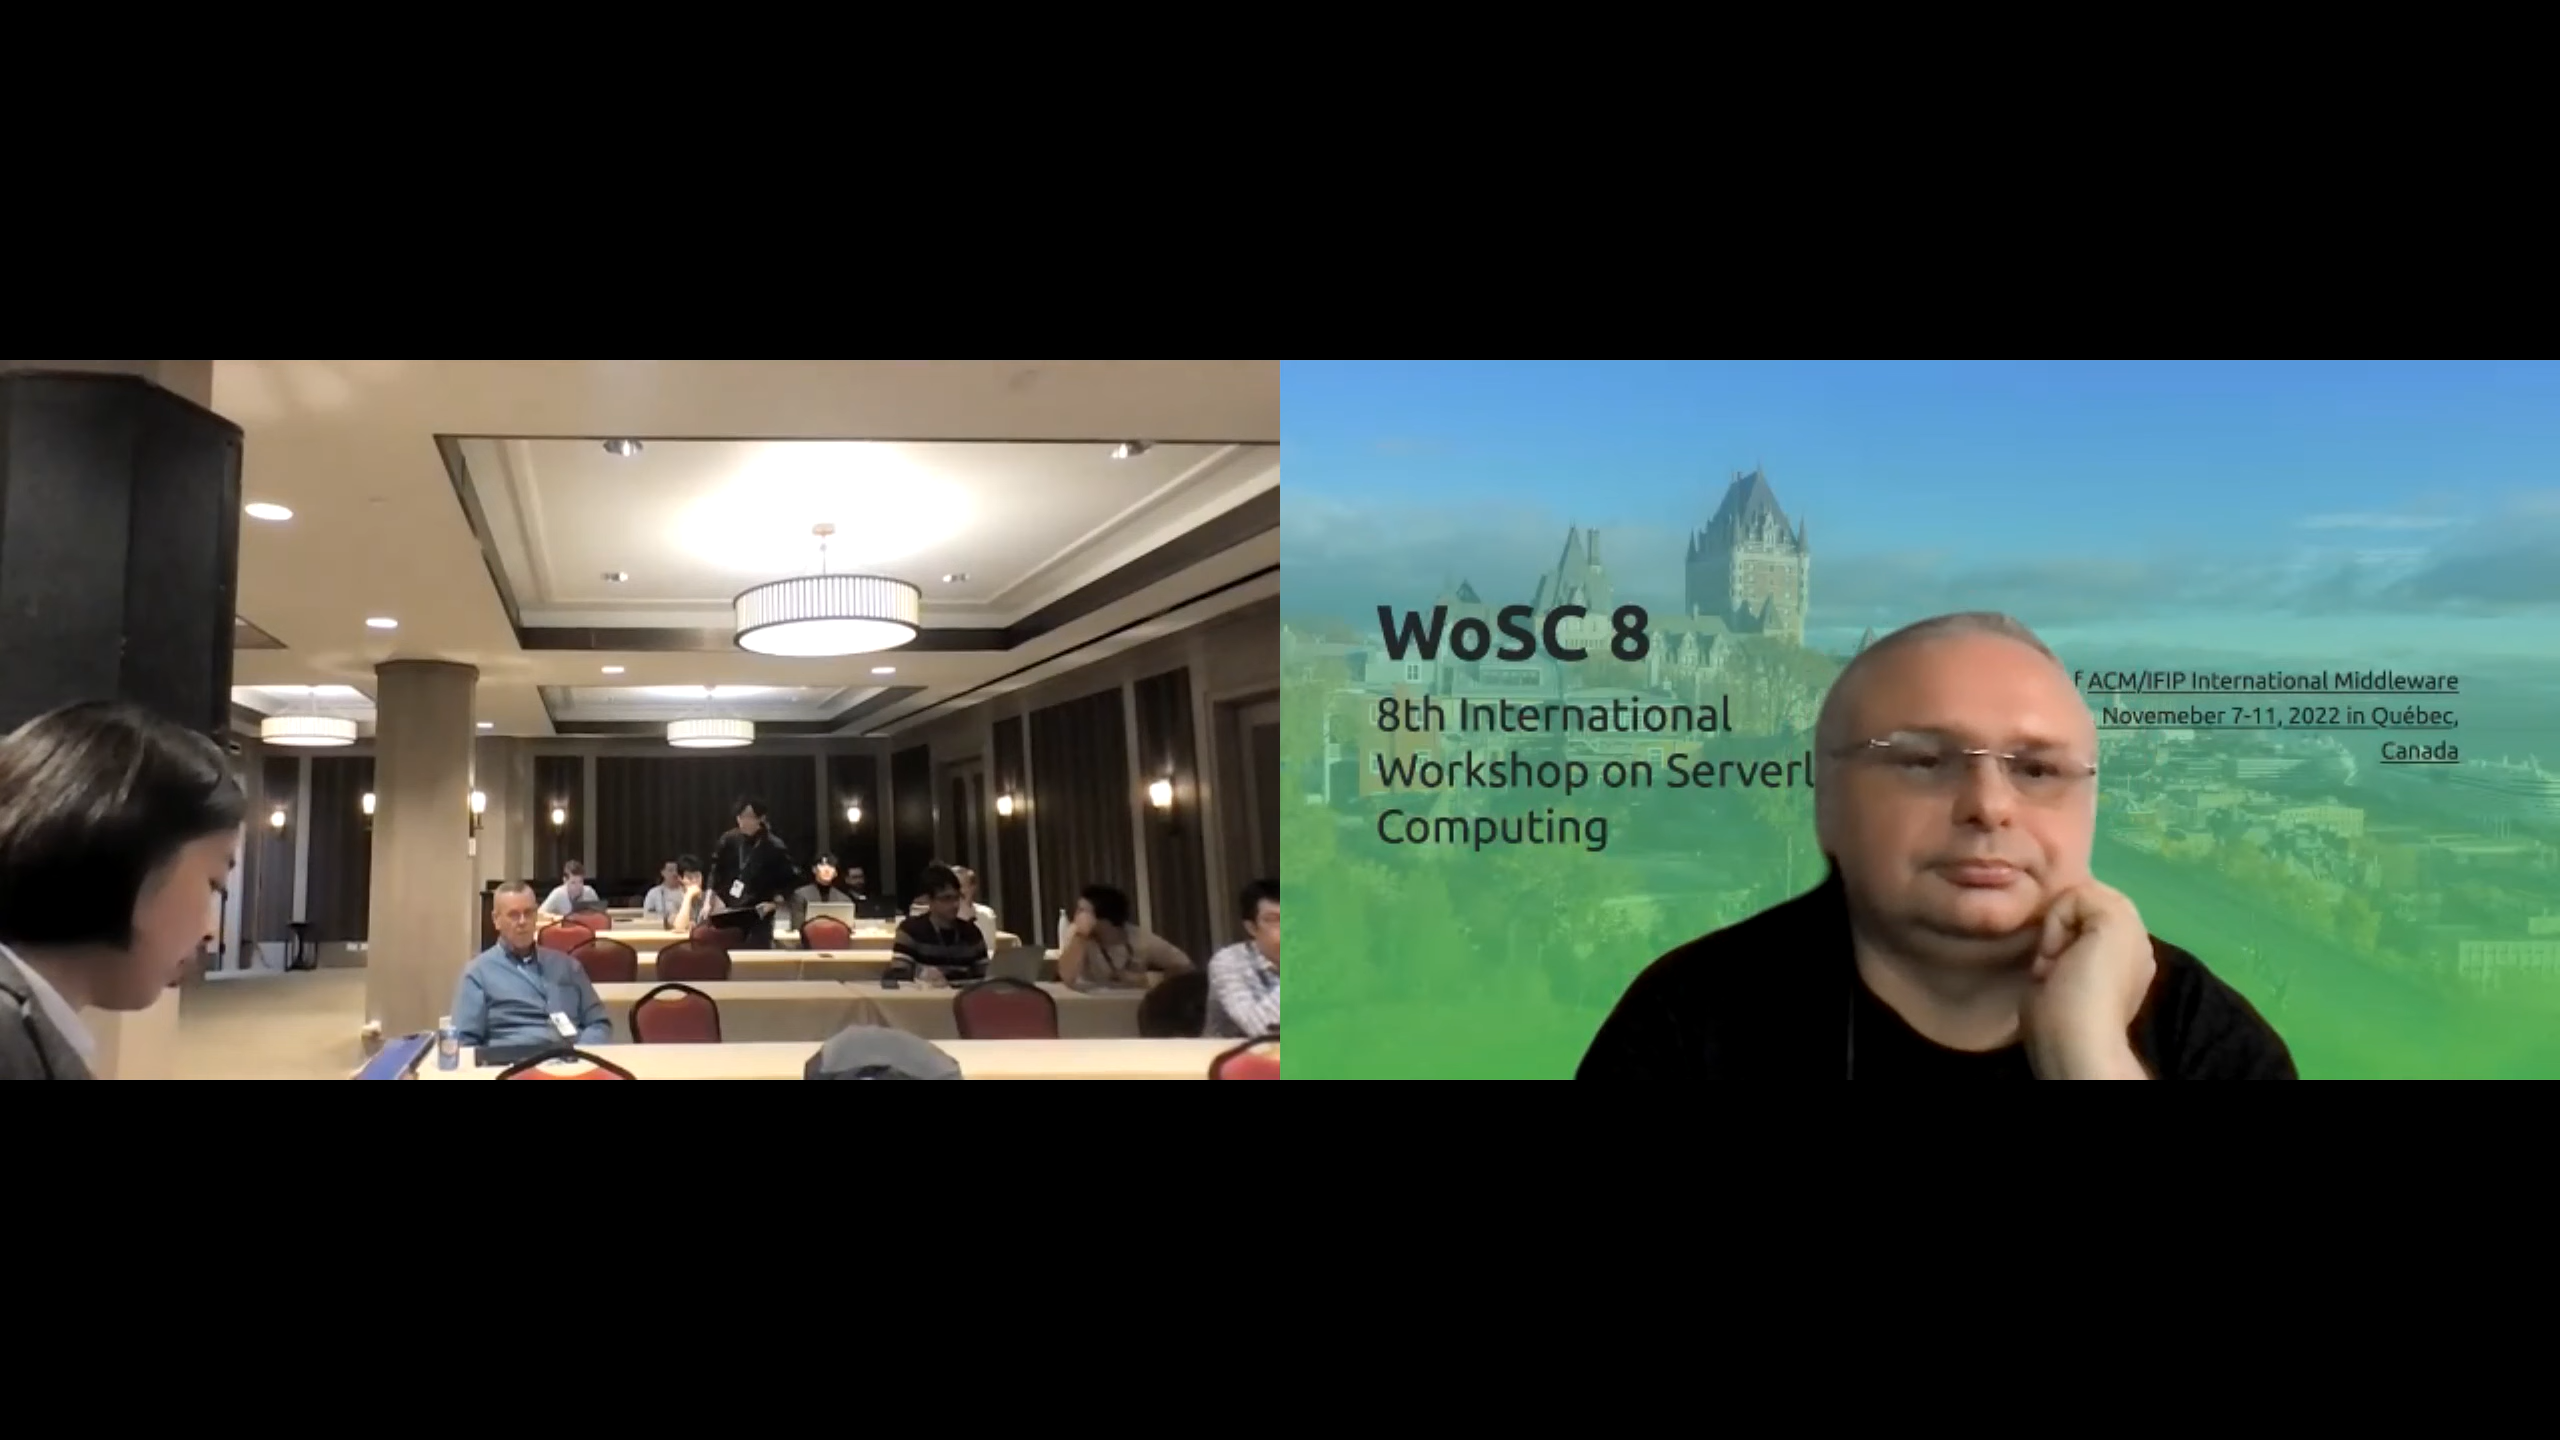 WoSC 8
8th International
Workshop on Serverl
Computing
f ACM/IFIP International Middleware
Novemeber 7-11, 2022 in Québec,
Canada